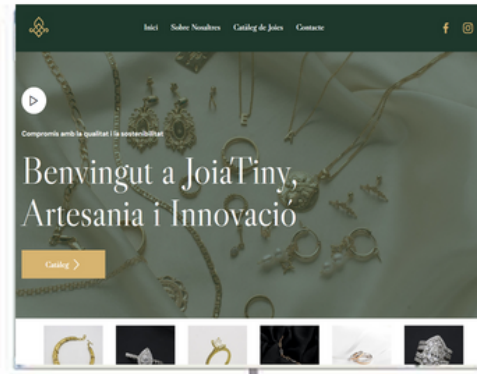 Inici Sobre Nosaltres Catàleg de Joies Contacte
Compromís amb la qualitat i la sostenibilitat
Benvingut a JoiaTiny,
Artesania i Innovació
Catàleg